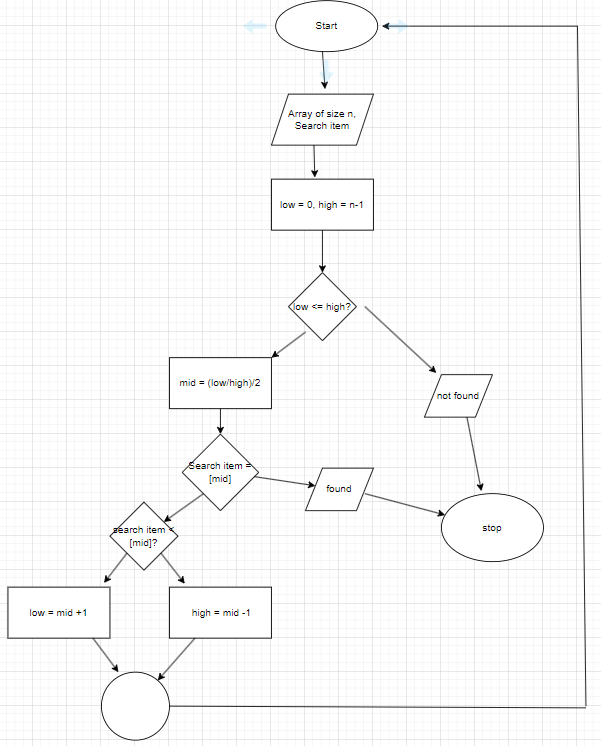 Start
Array of size n,
Search item
low = 0, high = n-1
low <= high?
mid = (low/high)/2
not found
Search item =
[mid]
found
stop
search item <
[mid]?
low = mid +1
high = mid -1